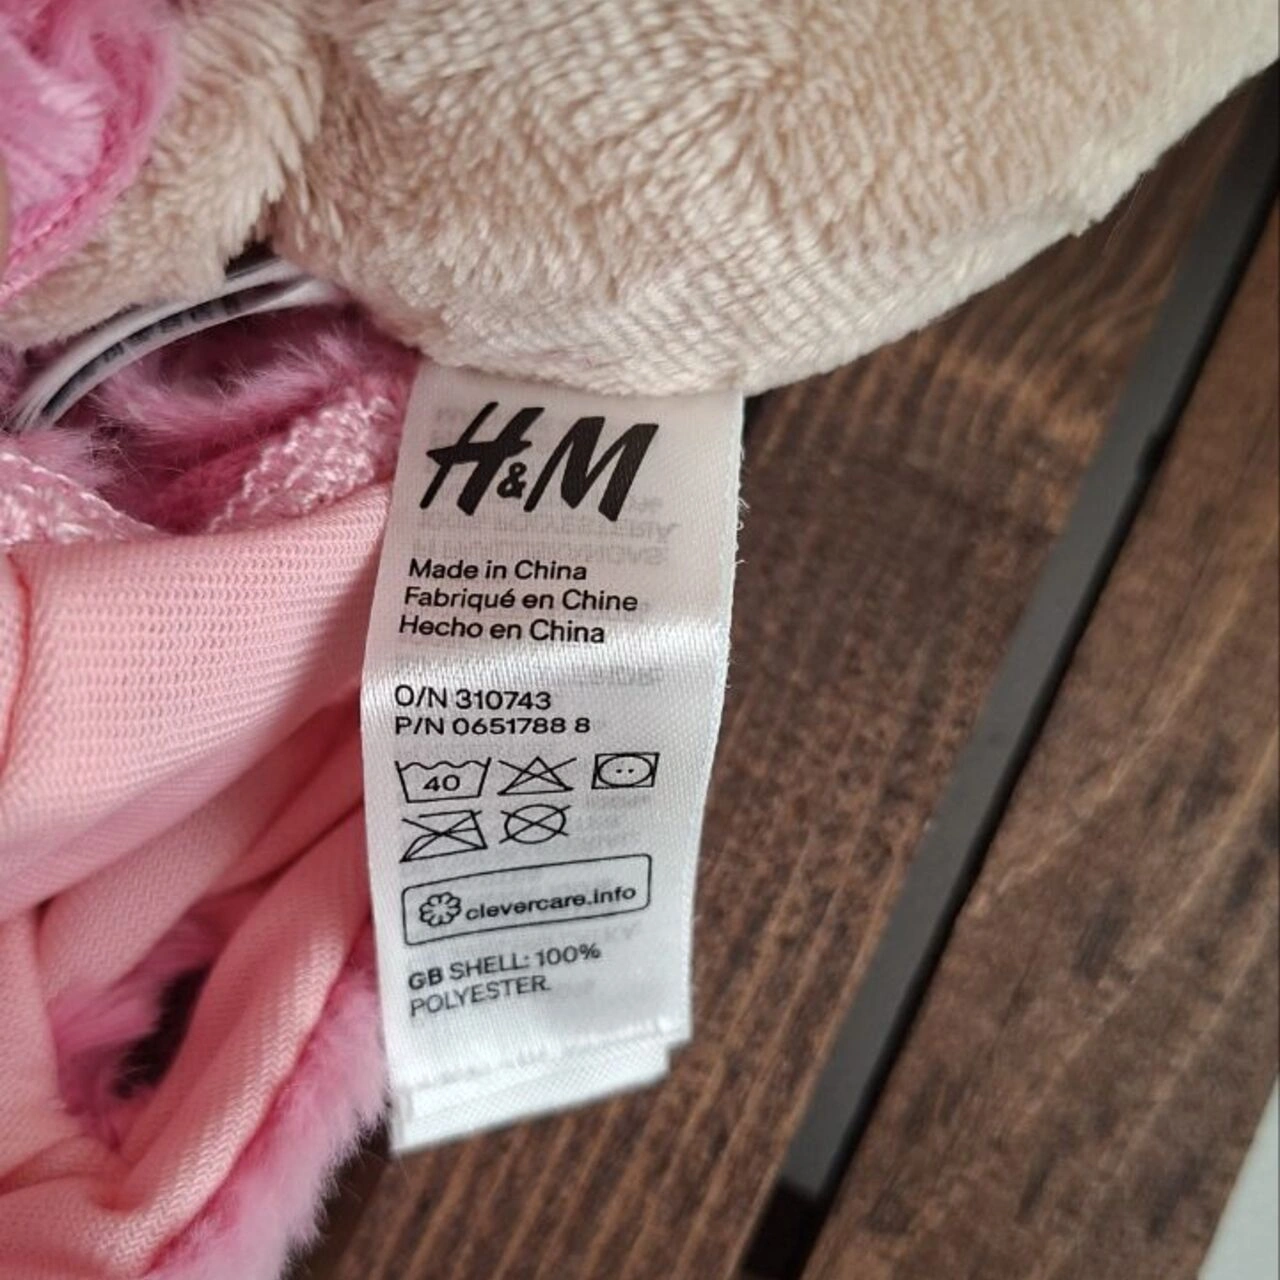 H&M
Made in China
Fabriqué en Chine
Hecho en China
O/N 310743
P/N 0651788 8
40
clevercare.info
GB SHELL: 100%
POLYESTER.